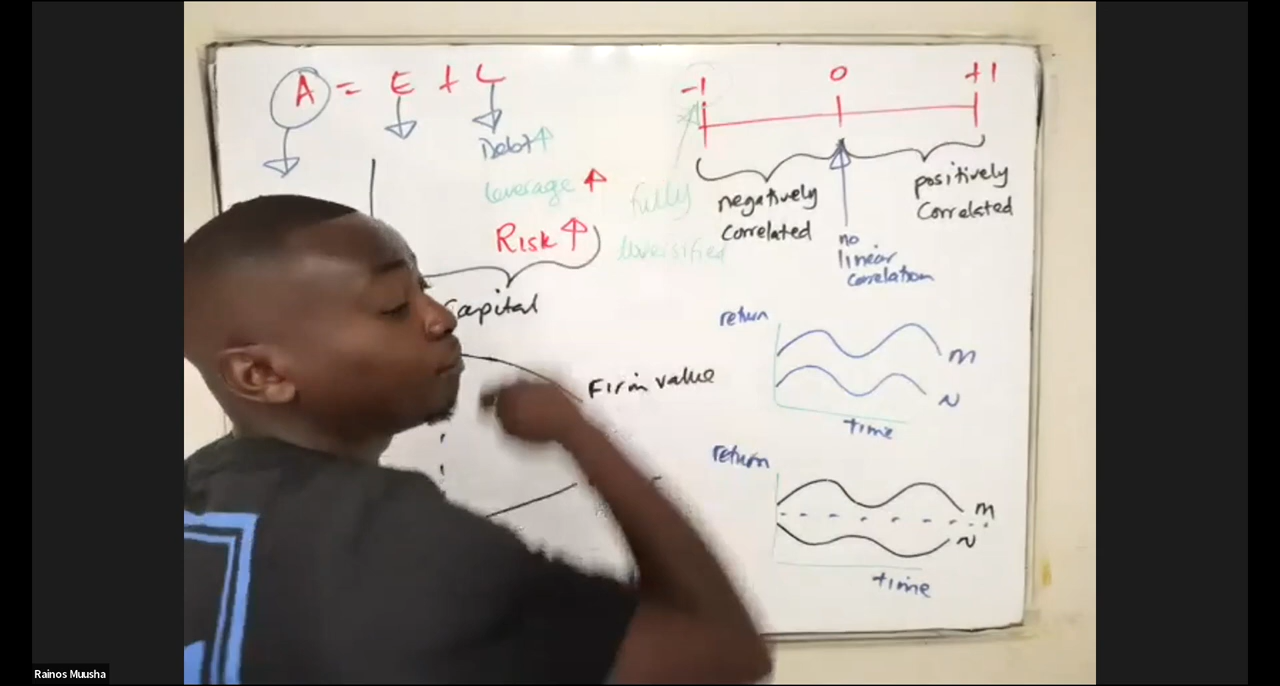 A = E + L
Debt ↑
leverage ↑
Risk ↑
Capital
Firm value
-1 0 +1
fully
diversified
negatively
correlated
positively
correlated
no
linear
correlation
return
M
N
time
return
M
N
time
Rainos Muusha